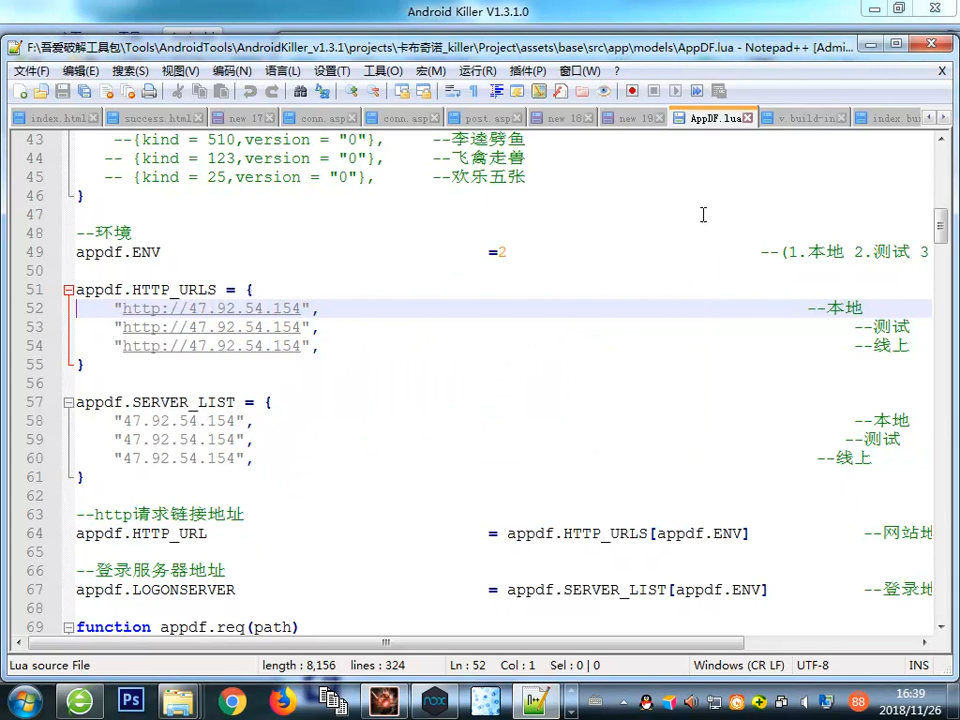 Android Killer V1.3.1.0
F:\吾爱破解工具包\Tools\AndroidTools\AndroidKiller_v1.3.1\projects\卡布奇诺_killer\Project\assets\base\src\app\models\AppDF.lua - Notepad++ [Admi...
文件(F) 编辑(E) 搜索(S) 视图(V) 编码(N) 语言(L) 设置(T) 工具(O) 宏(M) 运行(R) 插件(P) 窗口(W) ? X
index.html success.html new 17 conn.asp conn.asp post.asp new 18 new 19 AppDF.lua v.build-in index.bu
43 --{kind = 510,version = "0"}, --李逵劈鱼
44 -- {kind = 123,version = "0"}, --飞禽走兽
45 -- {kind = 25,version = "0"}, --欢乐五张
46 }
47
48 --环境
49 appdf.ENV =2 --(1.本地 2.测试 3
50
51 appdf.HTTP_URLS = {
52 "http://47.92.54.154", --本地
53 "http://47.92.54.154", --测试
54 "http://47.92.54.154", --线上
55 }
56
57 appdf.SERVER_LIST = {
58 "47.92.54.154", --本地
59 "47.92.54.154", --测试
60 "47.92.54.154", --线上
61 }
62
63 --http请求链接地址
64 appdf.HTTP_URL = appdf.HTTP_URLS[appdf.ENV] --网站地
65
66 --登录服务器地址
67 appdf.LOGONSERVER = appdf.SERVER_LIST[appdf.ENV] --登录地
68
69 function appdf.req(path)
Lua source File length : 8,156 lines : 324 Ln : 52 Col : 1 Sel : 0 | 0 Windows (CR LF) UTF-8 INS
Ps nox 88 16:39
2018/11/26